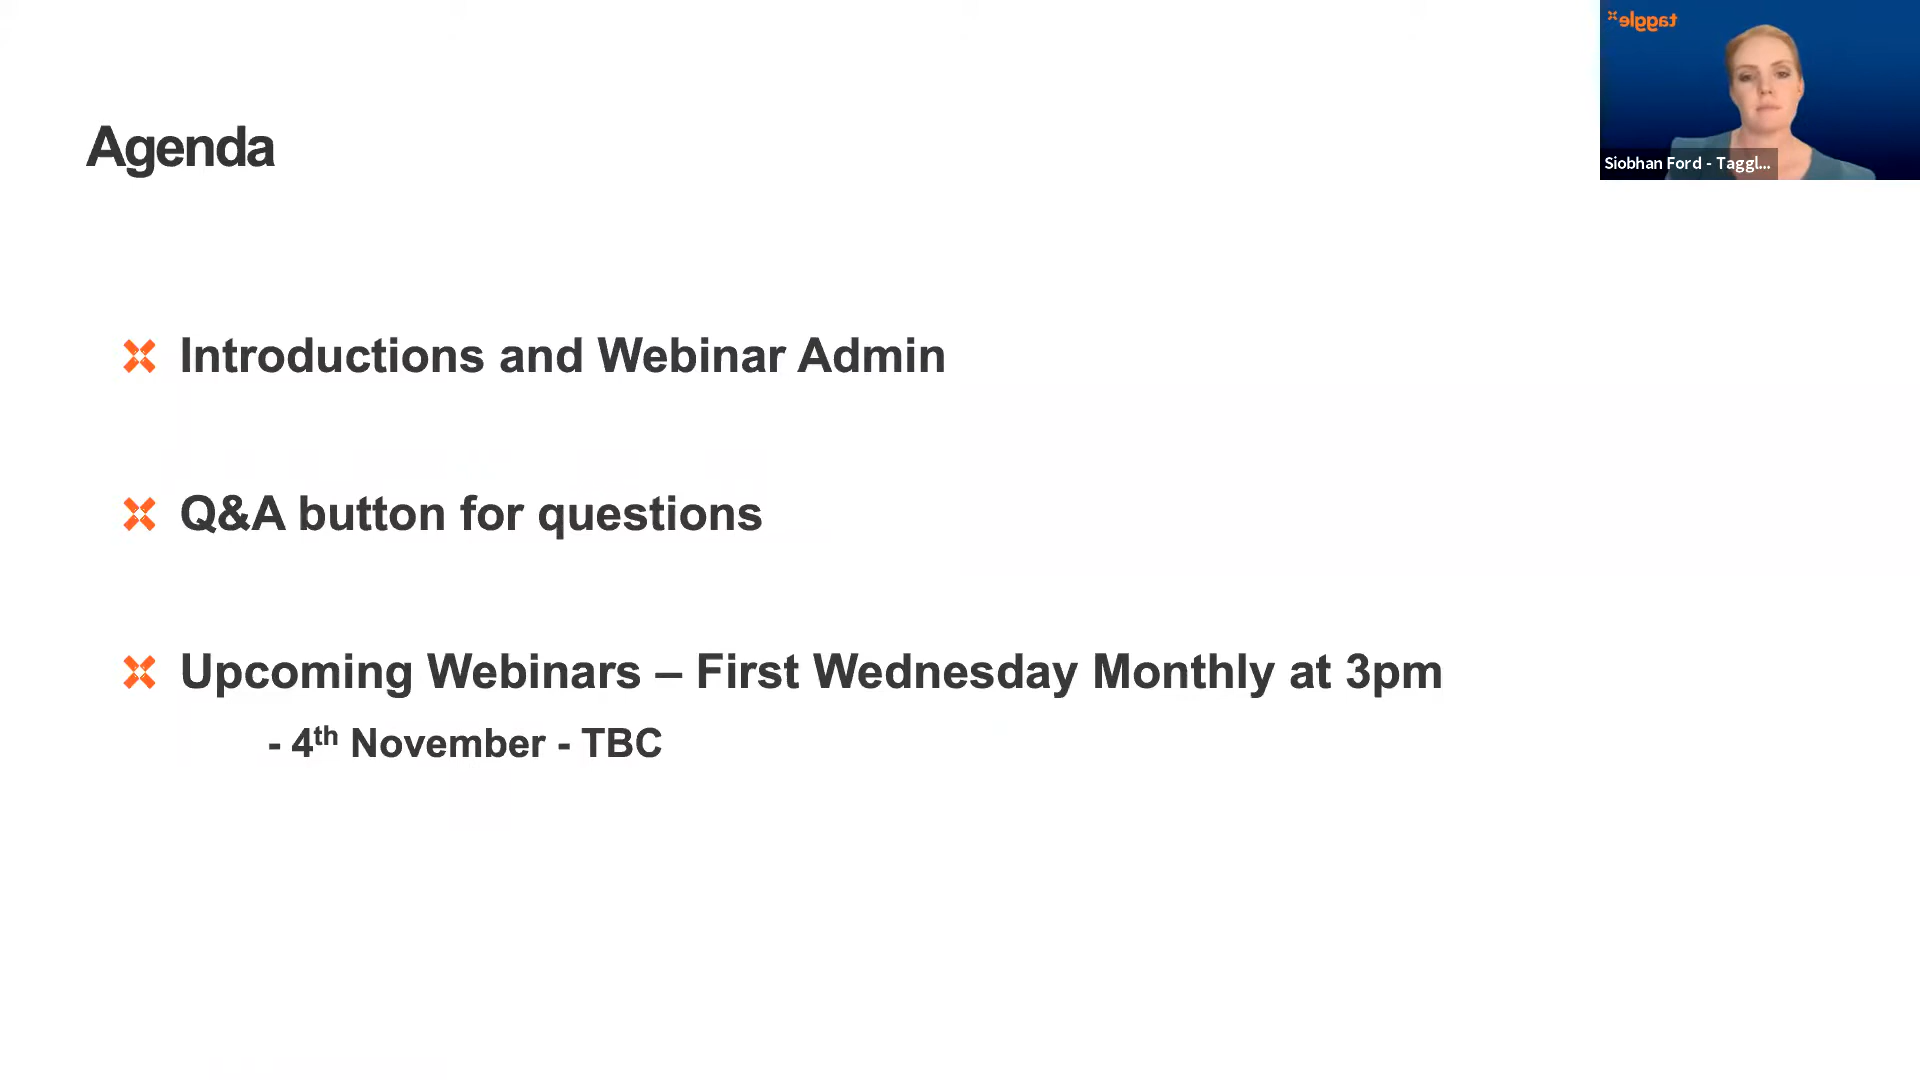 taggle
Siobhan Ford - Taggl...
Agenda
Introductions and Webinar Admin
Q&A button for questions
Upcoming Webinars – First Wednesday Monthly at 3pm
- 4th November - TBC